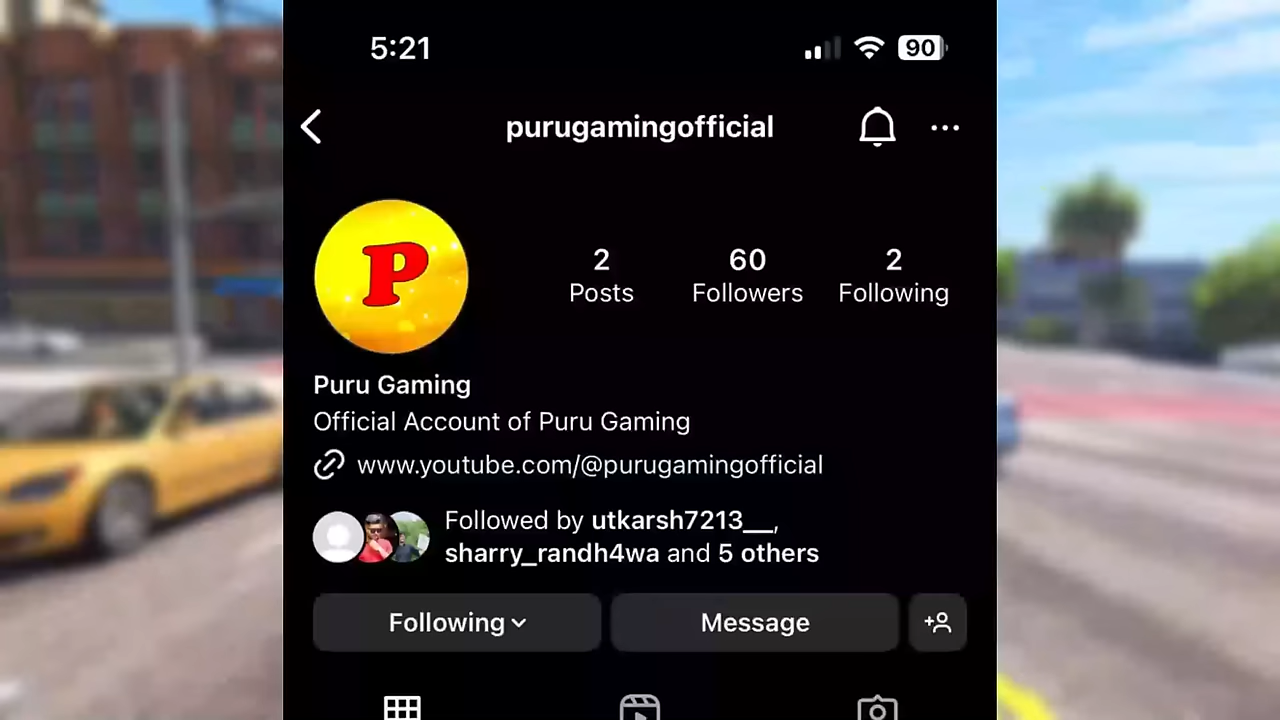 5:21
90
purugamingofficial
P
2
60
2
Posts
Followers
Following
Puru Gaming
Official Account of Puru Gaming
www.youtube.com/@purugamingofficial
Followed by utkarsh7213__,
sharry_randh4wa and 5 others
Following
Message